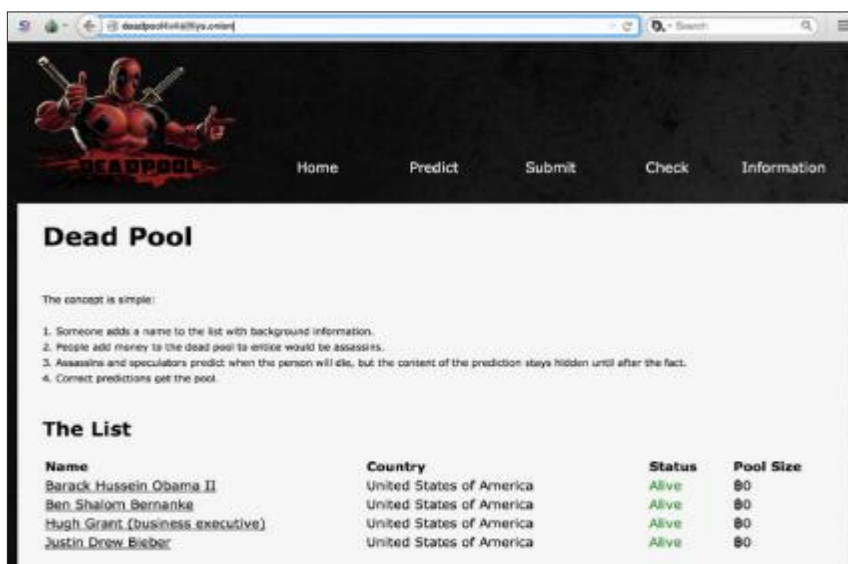 Search
DEADPOOL
Home Predict Submit Check Information
Dead Pool
The concept is simple:
1. Someone adds a name to the list with background information.
2. People add money to the dead pool to entice would be assassins.
3. Assassins and speculators predict when the person will die, but the content of the prediction stays hidden until after the fact.
4. Correct predictions get the pool.
The List
Name Country Status Pool Size
Barack Hussein Obama II United States of America Alive ฿0
Ben Shalom Bernanke United States of America Alive ฿0
Hugh Grant (business executive) United States of America Alive ฿0
Justin Drew Bieber United States of America Alive ฿0